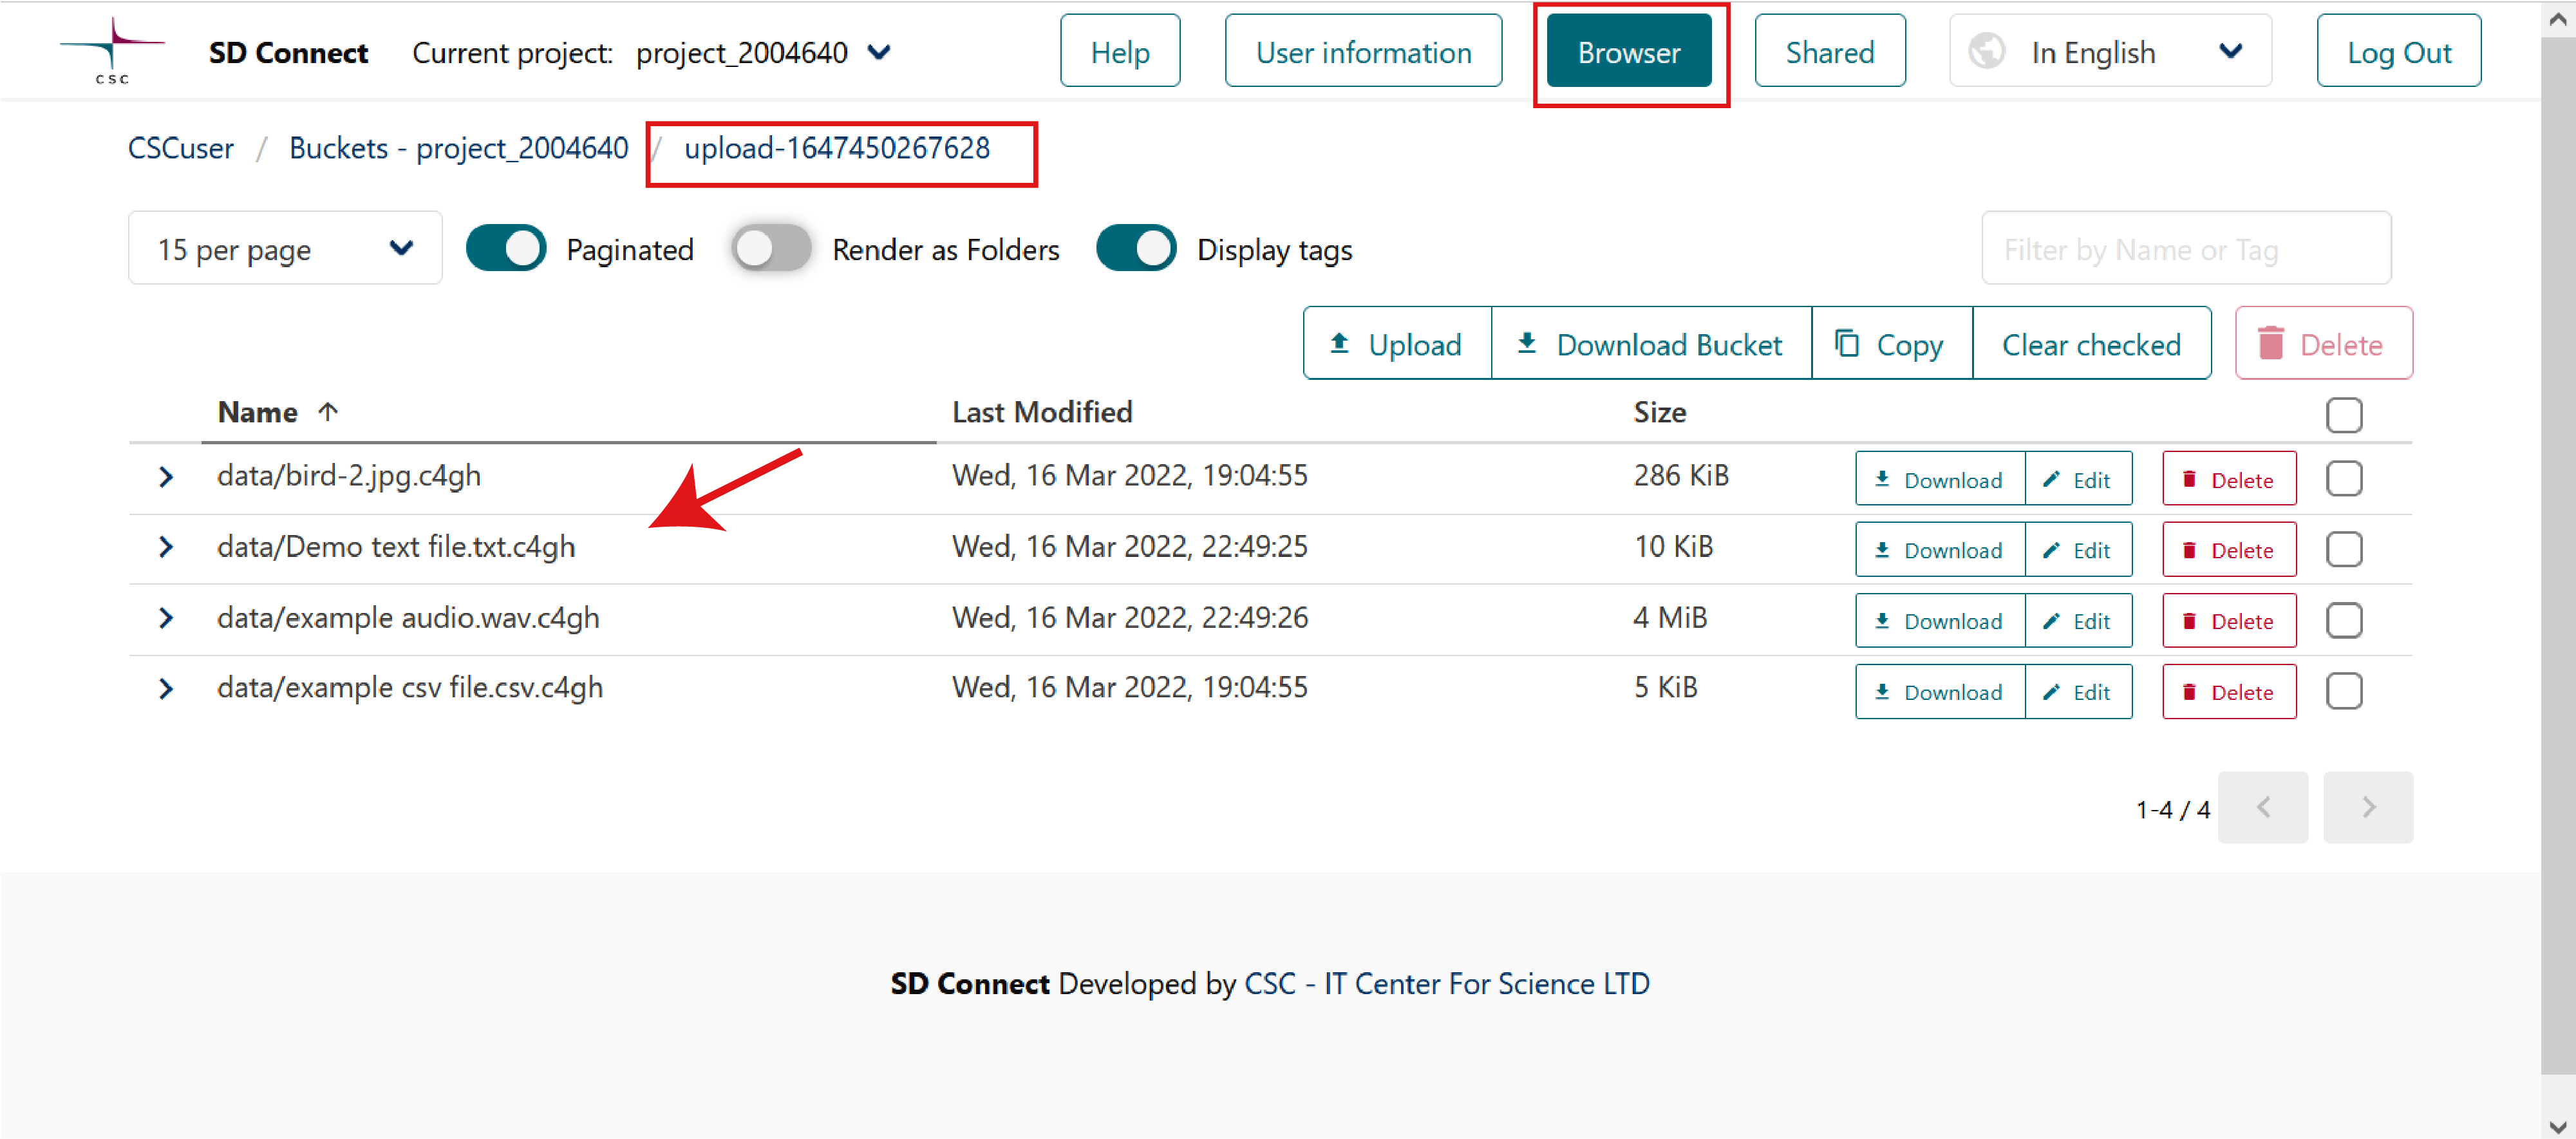 CSC
SD Connect Current project: project_2004640 Help User information Browser Shared In English Log Out
CSCuser / Buckets - project_2004640 / upload-1647450267628
15 per page Paginated Render as Folders Display tags Filter by Name or Tag
Upload Download Bucket Copy Clear checked Delete
Name Last Modified Size
data/bird-2.jpg.c4gh Wed, 16 Mar 2022, 19:04:55 286 KiB Download Edit Delete
data/Demo text file.txt.c4gh Wed, 16 Mar 2022, 22:49:25 10 KiB Download Edit Delete
data/example audio.wav.c4gh Wed, 16 Mar 2022, 22:49:26 4 MiB Download Edit Delete
data/example csv file.csv.c4gh Wed, 16 Mar 2022, 19:04:55 5 KiB Download Edit Delete
1-4 / 4
SD Connect Developed by CSC - IT Center For Science LTD